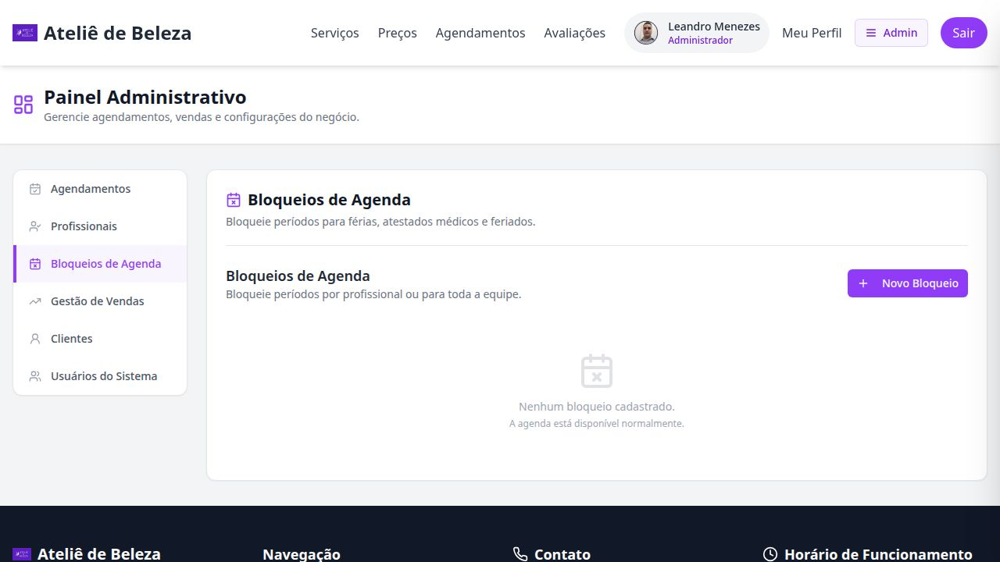 Ateliê de Beleza
Serviços
Preços
Agendamentos
Avaliações
Leandro Menezes
Administrador
Meu Perfil
Admin
Sair
Painel Administrativo
Gerencie agendamentos, vendas e configurações do negócio.
Agendamentos
Profissionais
Bloqueios de Agenda
Gestão de Vendas
Clientes
Usuários do Sistema
Bloqueios de Agenda
Bloqueie períodos para férias, atestados médicos e feriados.
Bloqueios de Agenda
Bloqueie períodos por profissional ou para toda a equipe.
Novo Bloqueio
Nenhum bloqueio cadastrado.
A agenda está disponível normalmente.
Ateliê de Beleza
Navegação
Contato
Horário de Funcionamento